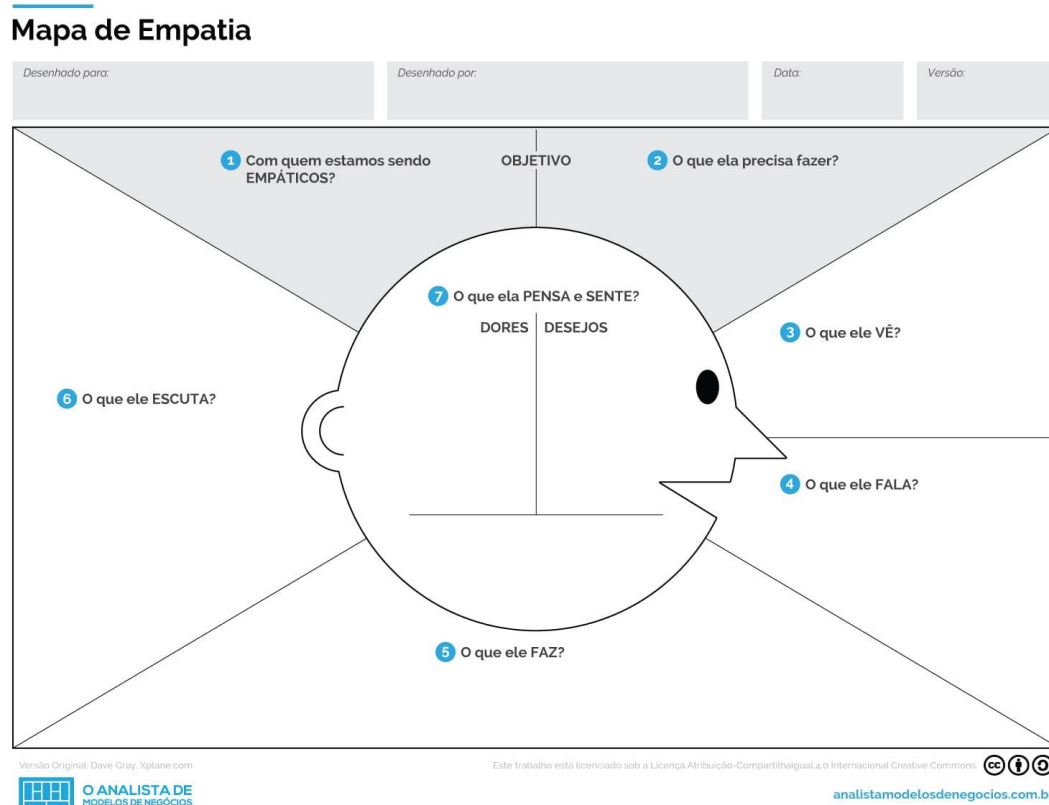 Mapa de Empatia
Desenhado para:
Desenhado por:
Data:
Versão:
1 Com quem estamos sendo
EMPÁTICOS?
OBJETIVO
2 O que ela precisa fazer?
7 O que ela PENSA e SENTE?
DORES
DESEJOS
3 O que ele VÊ?
6 O que ele ESCUTA?
4 O que ele FALA?
5 O que ele FAZ?
Versão Original: Dave Gray, Xplane.com
Este trabalho está licenciado sob a Licença Atribuição-CompartilhaIgual 4.0 Internacional Creative Commons.
cc
O ANALISTA DE
MODELOS DE NEGÓCIOS
analistamodelosdenegocios.com.b